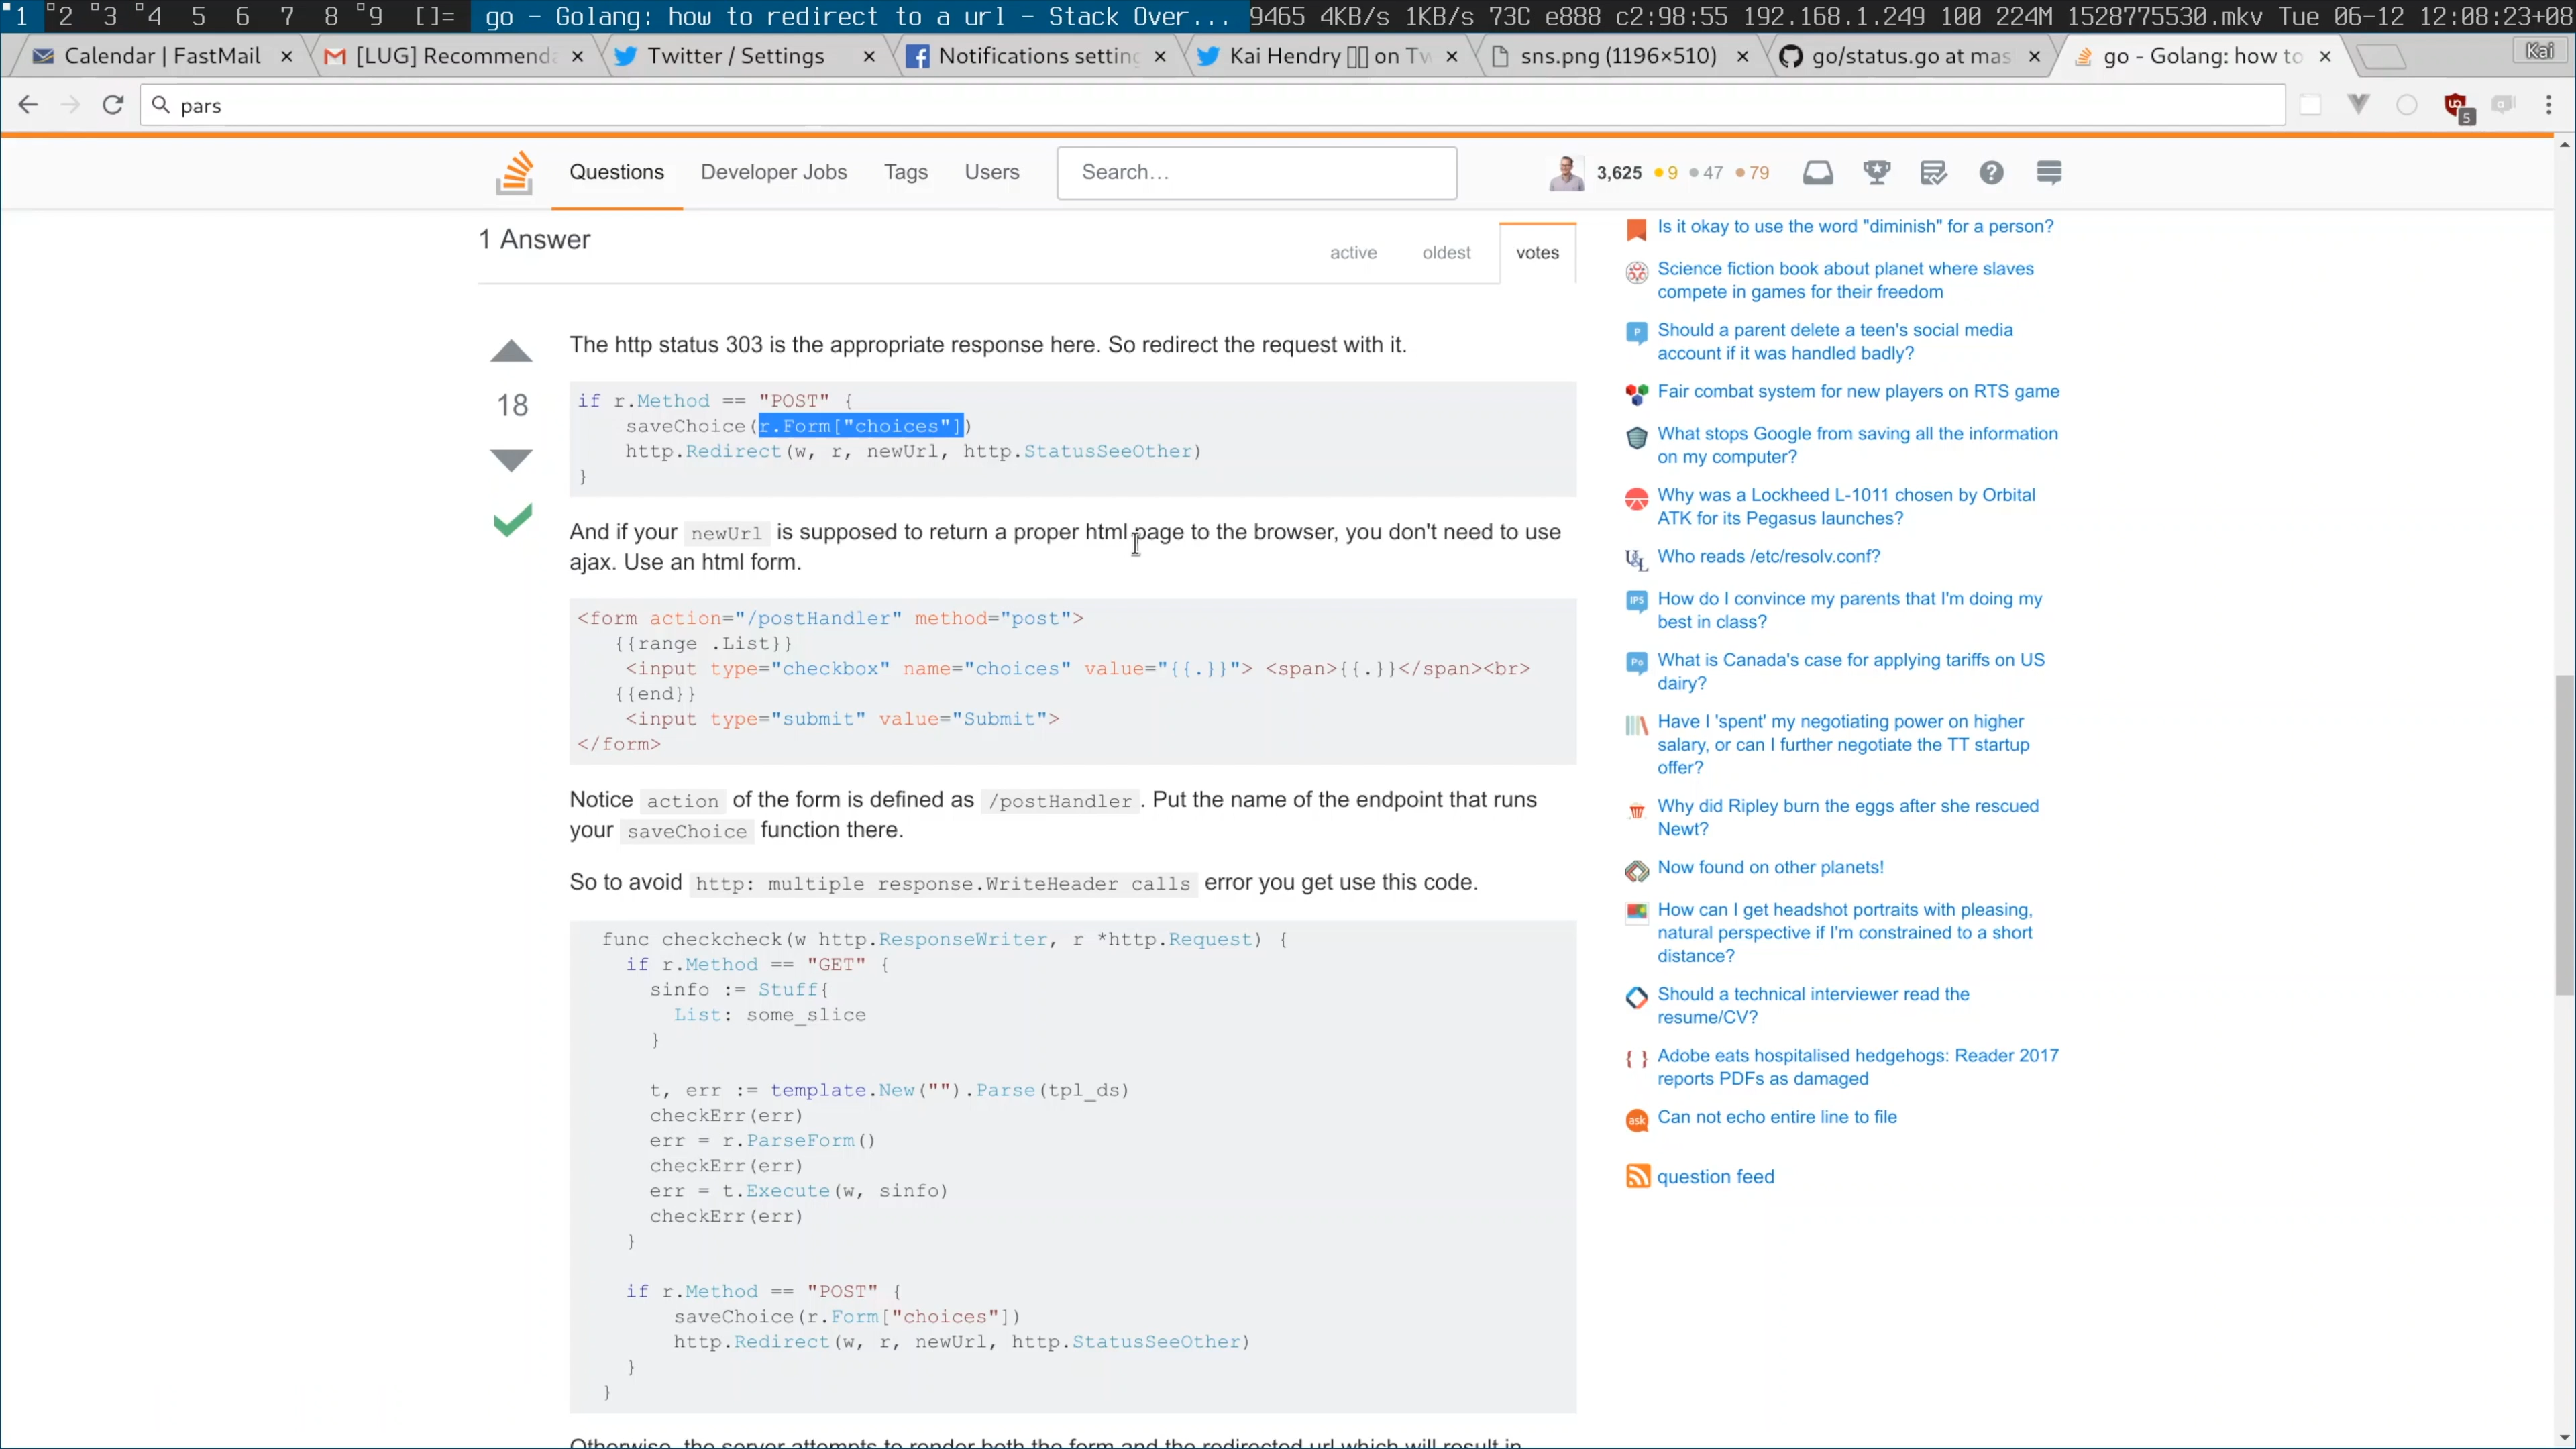 1 2 3 4 5 6 7 8 9 []= go - Golang: how to redirect to a url - Stack Over... 9465 4KB/s 1KB/s 73C e888 c2:98:55 192.168.1.249 100 224M 1528775530.mkv Tue 06-12 12:08:23+08
Calendar | FastMail [LUG] Recommend Twitter / Settings Notifications setting Kai Hendry on Tw sns.png (1196×510) go/status.go at mas go - Golang: how to Kai
pars
5
Questions Developer Jobs Tags Users Search… 3,625 9 47 79
1 Answer
active oldest votes
18
The http status 303 is the appropriate response here. So redirect the request with it.
if r.Method == "POST" {
saveChoice(r.Form["choices"])
http.Redirect(w, r, newUrl, http.StatusSeeOther)
}
And if your newUrl is supposed to return a proper html page to the browser, you don't need to use
ajax. Use an html form.
<form action="/postHandler" method="post">
{{range .List}}
<input type="checkbox" name="choices" value="{{.}}"> <span>{{.}}</span><br>
{{end}}
<input type="submit" value="Submit">
</form>
Notice action of the form is defined as /postHandler . Put the name of the endpoint that runs
your saveChoice function there.
So to avoid http: multiple response.WriteHeader calls error you get use this code.
func checkcheck(w http.ResponseWriter, r *http.Request) {
if r.Method == "GET" {
sinfo := Stuff{
List: some_slice
}
t, err := template.New("").Parse(tpl_ds)
checkErr(err)
err = r.ParseForm()
checkErr(err)
err = t.Execute(w, sinfo)
checkErr(err)
}
if r.Method == "POST" {
saveChoice(r.Form["choices"])
http.Redirect(w, r, newUrl, http.StatusSeeOther)
}
}
Otherwise, the server attempts to render both the form and the redirected url which will result in
Is it okay to use the word "diminish" for a person?
Science fiction book about planet where slaves
compete in games for their freedom
Should a parent delete a teen's social media
account if it was handled badly?
Fair combat system for new players on RTS game
What stops Google from saving all the information
on my computer?
Why was a Lockheed L-1011 chosen by Orbital
ATK for its Pegasus launches?
Who reads /etc/resolv.conf?
How do I convince my parents that I'm doing my
best in class?
What is Canada's case for applying tariffs on US
dairy?
Have I 'spent' my negotiating power on higher
salary, or can I further negotiate the TT startup
offer?
Why did Ripley burn the eggs after she rescued
Newt?
Now found on other planets!
How can I get headshot portraits with pleasing,
natural perspective if I'm constrained to a short
distance?
Should a technical interviewer read the
resume/CV?
Adobe eats hospitalised hedgehogs: Reader 2017
reports PDFs as damaged
Can not echo entire line to file
question feed